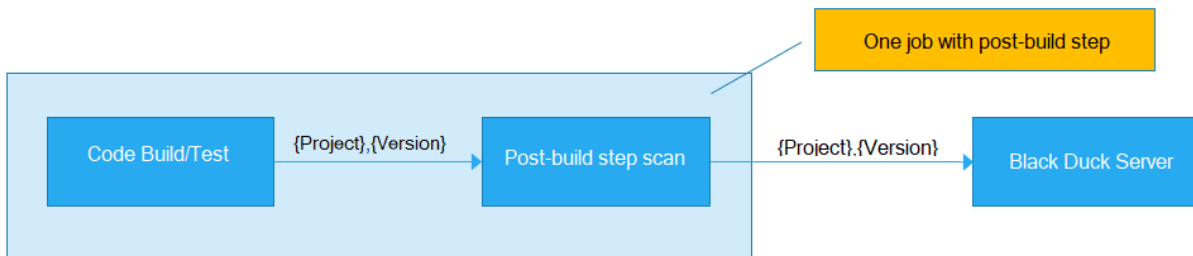 One job with post-build step
Code Build/Test
{Project},{Version}
Post-build step scan
{Project},{Version}
Black Duck Server